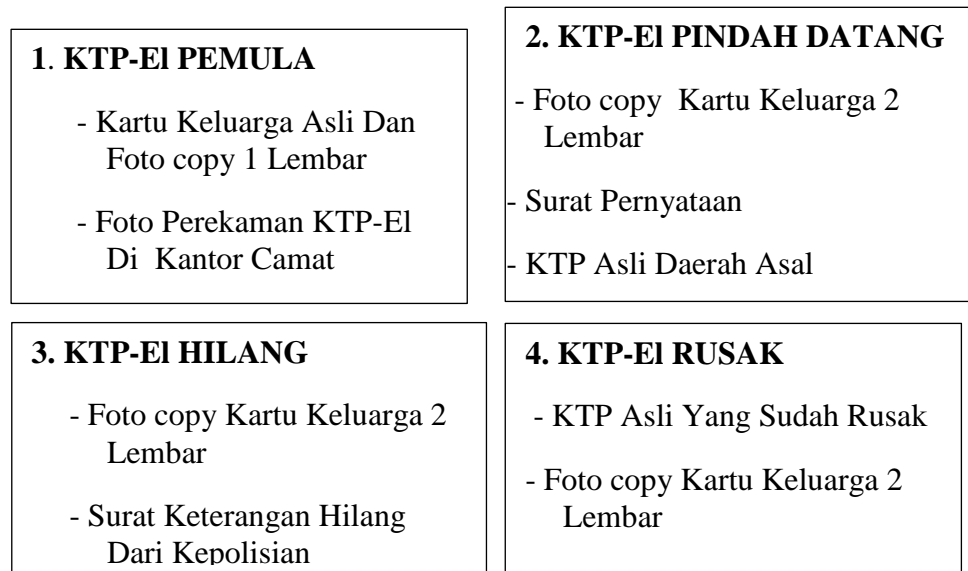 1. KTP-El PEMULA
- Kartu Keluarga Asli Dan
Foto copy 1 Lembar
- Foto Perekaman KTP-El
Di Kantor Camat
2. KTP-El PINDAH DATANG
- Foto copy Kartu Keluarga 2
Lembar
- Surat Pernyataan
- KTP Asli Daerah Asal
3. KTP-El HILANG
- Foto copy Kartu Keluarga 2
Lembar
- Surat Keterangan Hilang
Dari Kepolisian
4. KTP-El RUSAK
- KTP Asli Yang Sudah Rusak
- Foto copy Kartu Keluarga 2
Lembar